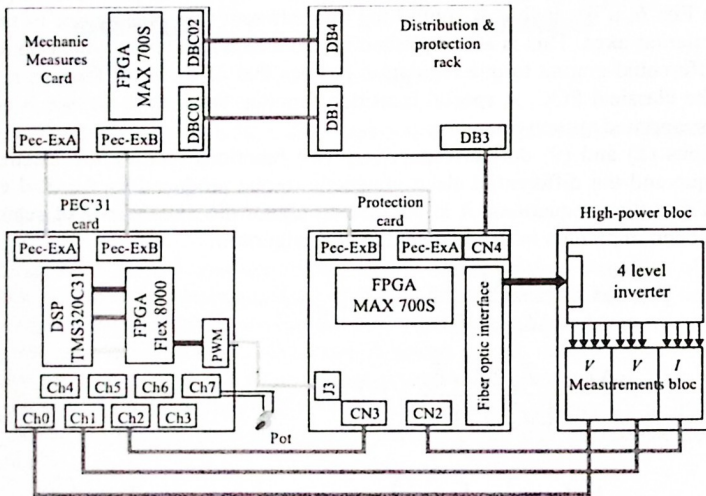 Mechanic
Measures
Card
FPGA
MAX 700S
DBC02
DBC01
DB4
DB1
Distribution &
protection
rack
DB3
Pec-ExA
Pec-ExB
PEC'31
card
Protection
card
High-power bloc
Pec-ExA
Pec-ExB
Pec-ExB
Pec-ExA
CN4
DSP
TMS320C31
FPGA
Flex 8000
PWM
FPGA
MAX 700S
Fiber optic interface
4 level
inverter
V
V
I
Measurements bloc
Ch4
Ch5
Ch6
Ch7
J3
Ch0
Ch1
Ch2
Ch3
CN3
CN2
Pot